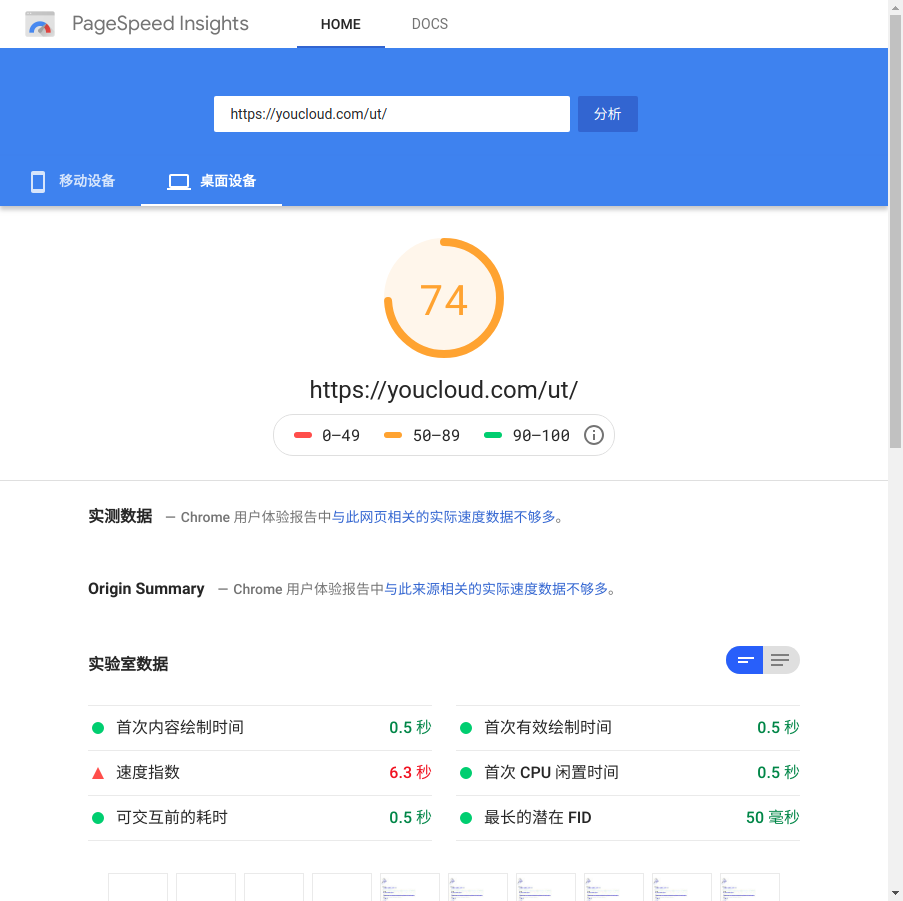 PageSpeed Insights HOME DOCS
https://youcloud.com/ut/ 分析
移动设备 桌面设备
74
https://youcloud.com/ut/
0–49 50–89 90–100
实测数据 — Chrome 用户体验报告中与此网页相关的实际速度数据不够多。
Origin Summary — Chrome 用户体验报告中与此来源相关的实际速度数据不够多。
实验室数据
首次内容绘制时间 0.5 秒 首次有效绘制时间 0.5 秒
速度指数 6.3 秒 首次 CPU 闲置时间 0.5 秒
可交互前的耗时 0.5 秒 最长的潜在 FID 50 毫秒